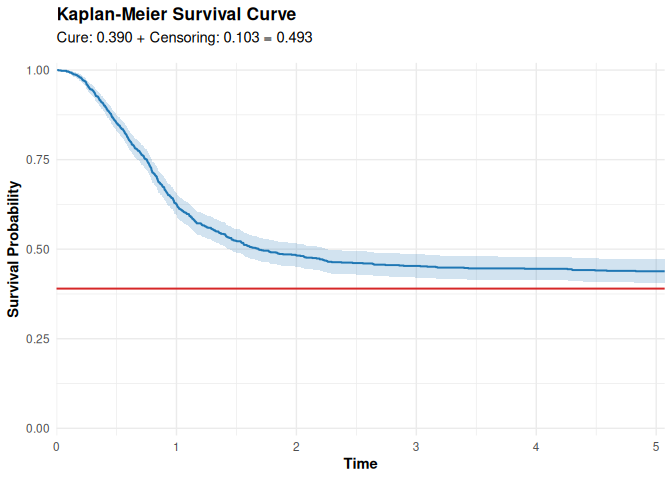 Kaplan-Meier Survival Curve
Cure: 0.390 + Censoring: 0.103 = 0.493
1.00
0.75
0.50
0.25
0.00
Survival Probability
0 1 2 3 4 5
Time